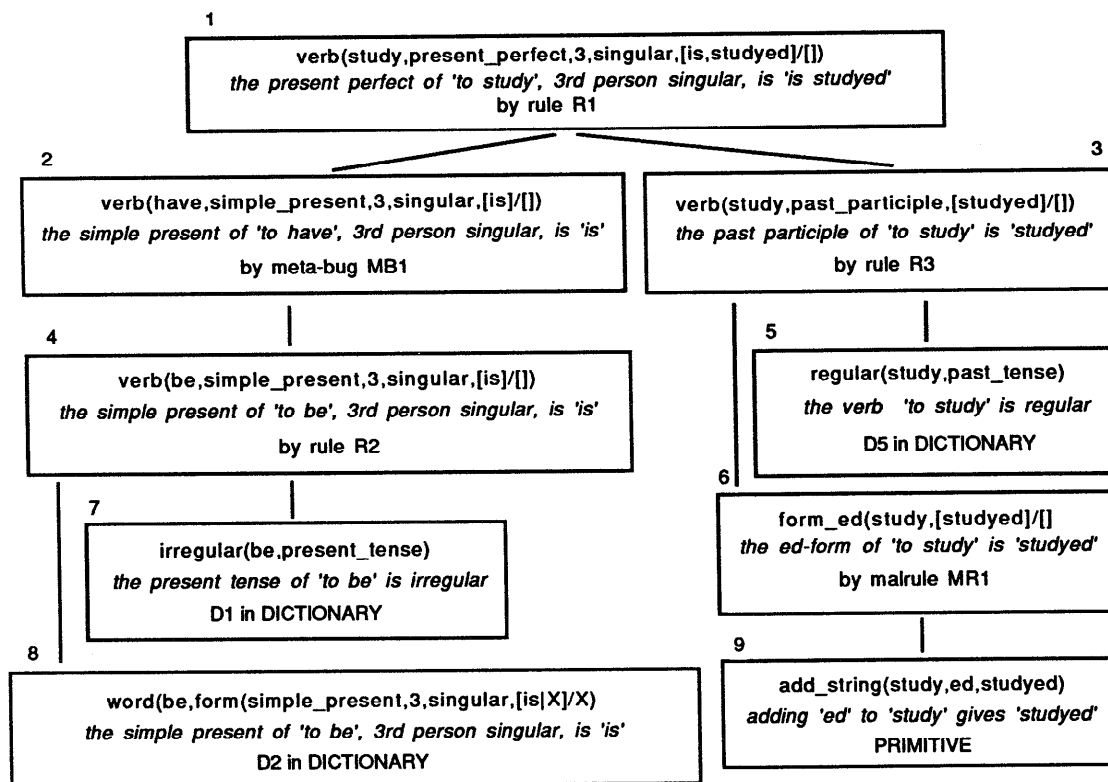 1
verb(study,present_perfect,3,singular,[is,studyed]/[])
the present perfect of 'to study', 3rd person singular, is 'is studyed'
by rule R1
2
verb(have,simple_present,3,singular,[is]/[])
the simple present of 'to have', 3rd person singular, is 'is'
by meta-bug MB1
3
verb(study,past_participle,[studyed]/[])
the past participle of 'to study' is 'studyed'
by rule R3
4
verb(be,simple_present,3,singular,[is]/[])
the simple present of 'to be', 3rd person singular, is 'is'
by rule R2
5
regular(study,past_tense)
the verb 'to study' is regular
D5 in DICTIONARY
6
form_ed(study,[studyed]/[]
the ed-form of 'to study' is 'studyed'
by malrule MR1
7
irregular(be,present_tense)
the present tense of 'to be' is irregular
D1 in DICTIONARY
8
word(be,form(simple_present,3,singular,[is|X]/X)
the simple present of 'to be', 3rd person singular, is 'is'
D2 in DICTIONARY
9
add_string(study,ed,studyed)
adding 'ed' to 'study' gives 'studyed'
PRIMITIVE